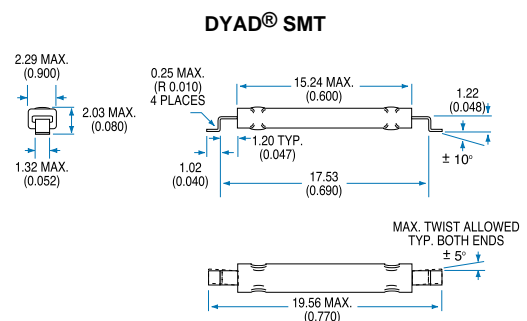 DYAD® SMT
2.29 MAX.
(0.900)
2.03 MAX.
(0.080)
1.32 MAX.
(0.052)
0.25 MAX.
(R 0.010)
4 PLACES
15.24 MAX.
(0.600)
1.22
(0.048)
1.20 TYP.
(0.047)
± 10°
1.02
(0.040)
17.53
(0.690)
MAX. TWIST ALLOWED
TYP. BOTH ENDS
± 5°
19.56 MAX.
(0.770)